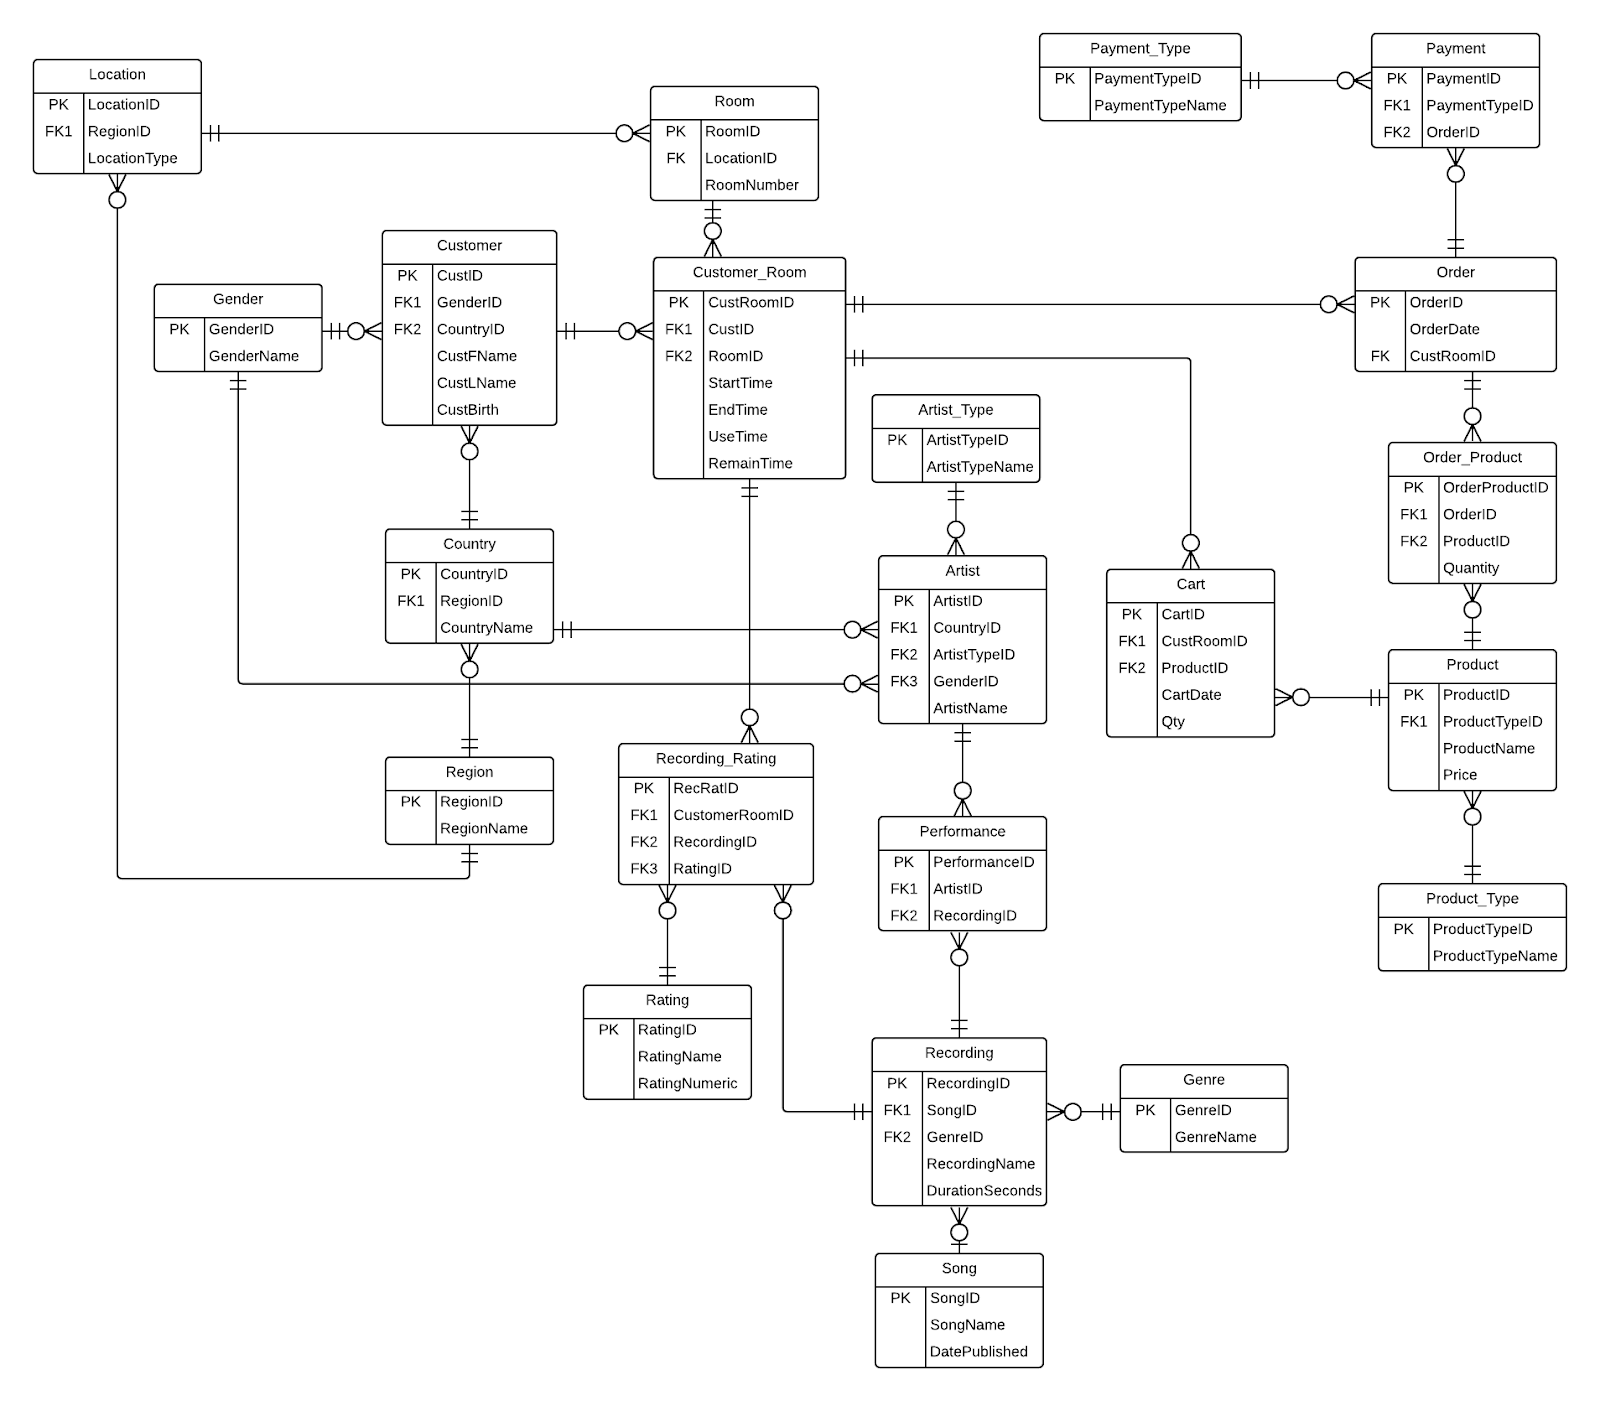 Location
PK LocationID
FK1 RegionID
LocationType
Room
PK RoomID
FK LocationID
RoomNumber
Payment_Type
PK PaymentTypeID
PaymentTypeName
Payment
PK PaymentID
FK1 PaymentTypeID
FK2 OrderID
Gender
PK GenderID
GenderName
Customer
PK CustID
FK1 GenderID
FK2 CountryID
CustFName
CustLName
CustBirth
Customer_Room
PK CustRoomID
FK1 CustID
FK2 RoomID
StartTime
EndTime
UseTime
RemainTime
Order
PK OrderID
OrderDate
FK CustRoomID
Artist_Type
PK ArtistTypeID
ArtistTypeName
Order_Product
PK OrderProductID
FK1 OrderID
FK2 ProductID
Quantity
Country
PK CountryID
FK1 RegionID
CountryName
Artist
PK ArtistID
FK1 CountryID
FK2 ArtistTypeID
FK3 GenderID
ArtistName
Cart
PK CartID
FK1 CustRoomID
FK2 ProductID
CartDate
Qty
Product
PK ProductID
FK1 ProductTypeID
ProductName
Price
Region
PK RegionID
RegionName
Recording_Rating
PK RecRatID
FK1 CustomerRoomID
FK2 RecordingID
FK3 RatingID
Performance
PK PerformanceID
FK1 ArtistID
FK2 RecordingID
Product_Type
PK ProductTypeID
ProductTypeName
Rating
PK RatingID
RatingName
RatingNumeric
Recording
PK RecordingID
FK1 SongID
FK2 GenreID
RecordingName
DurationSeconds
Genre
PK GenreID
GenreName
Song
PK SongID
SongName
DatePublished